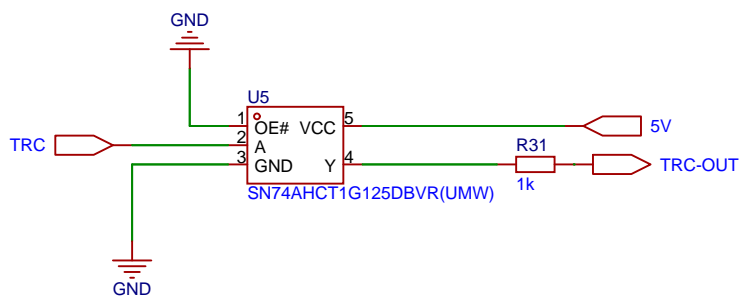 GND
U5
1 OE# VCC 5
5V
TRC
2 A
3 GND Y 4
R31
1k
TRC-OUT
SN74AHCT1G125DBVR(UMW)
GND